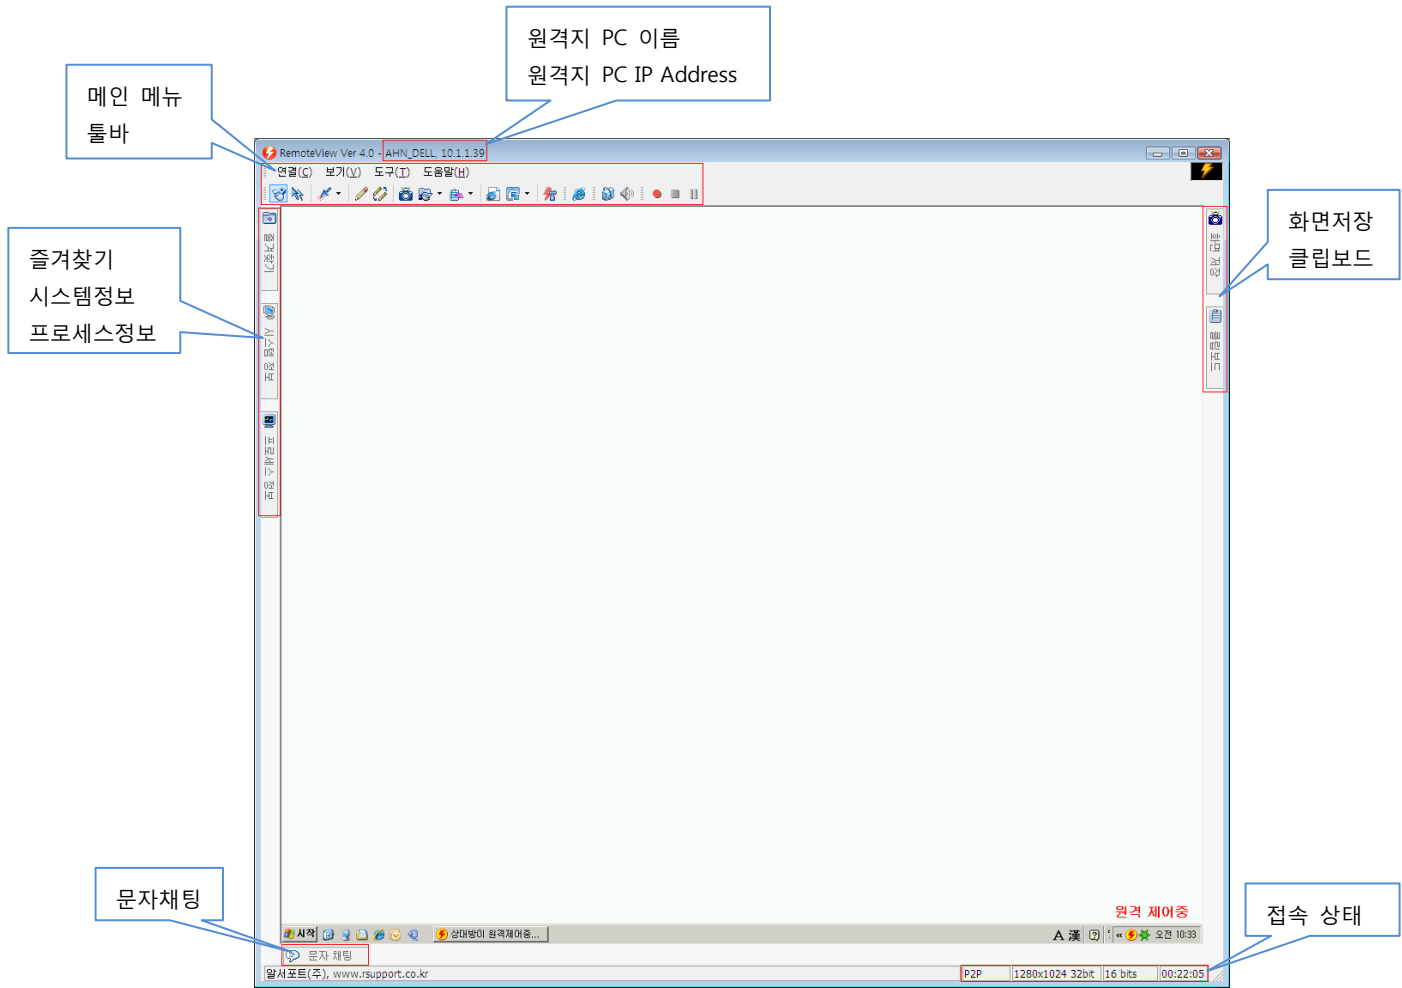 원격지 PC 이름
원격지 PC IP Address
메인 메뉴
툴바
RemoteView Ver 4.0 - AHN_DELL, 10.1.1.39
연결(C) 보기(V) 도구(T) 도움말(H)
즐겨찾기
시스템정보
프로세스정보
즐겨찾기
시스템 정보
프로세스 정보
화면 저장
클립보드
화면저장
클립보드
문자채팅
접속 상태
원격 제어중
시작 상대방이 원격제어중... A 漢 ? « 오전 10:33
문자 채팅
알서포트(주), www.rsupport.co.kr P2P 1280x1024 32bit 16 bits 00:22:05